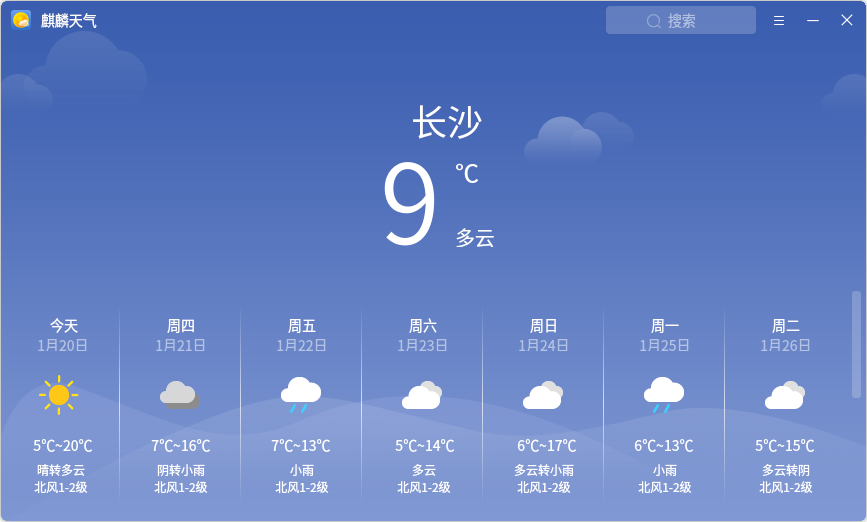 麒麟天气
搜索
长沙
9
℃
多云
今天 周四 周五 周六 周日 周一 周二
1月20日 1月21日 1月22日 1月23日 1月24日 1月25日 1月26日
5℃~20℃ 7℃~16℃ 7℃~13℃ 5℃~14℃ 6℃~17℃ 6℃~13℃ 5℃~15℃
晴转多云 阴转小雨 小雨 多云 多云转小雨 小雨 多云转阴
北风1-2级 北风1-2级 北风1-2级 北风1-2级 北风1-2级 北风1-2级 北风1-2级